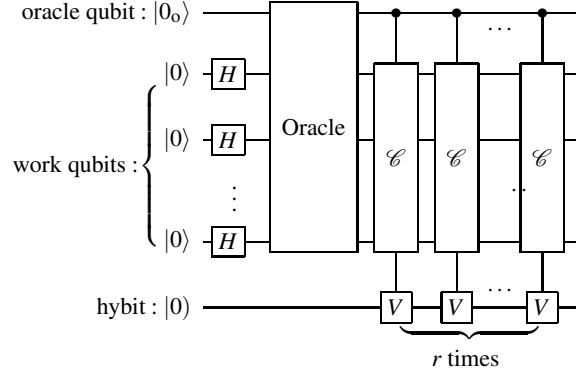 oracle qubit : |0ₒ⟩
...
|0⟩ H
|0⟩ H
Oracle
𝒞 𝒞 𝒞
work qubits :
⋮
..
|0⟩ H
...
hybit : |0) V V V
r times